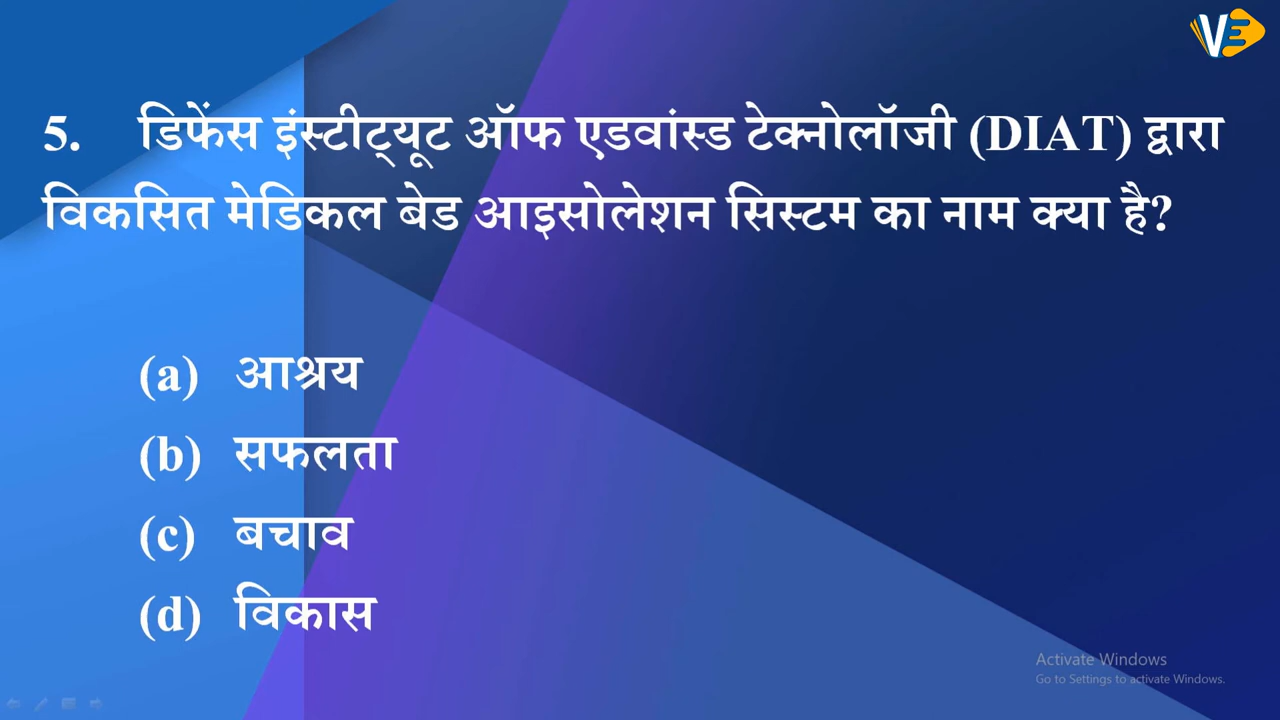 VE
5. डिफेंस इंस्टीट्यूट ऑफ एडवांस्ड टेक्नोलॉजी (DIAT) द्वारा
विकसित मेडिकल बेड आइसोलेशन सिस्टम का नाम क्या है?
(a) आश्रय
(b) सफलता
(c) बचाव
(d) विकास
Activate Windows
Go to Settings to activate Windows.